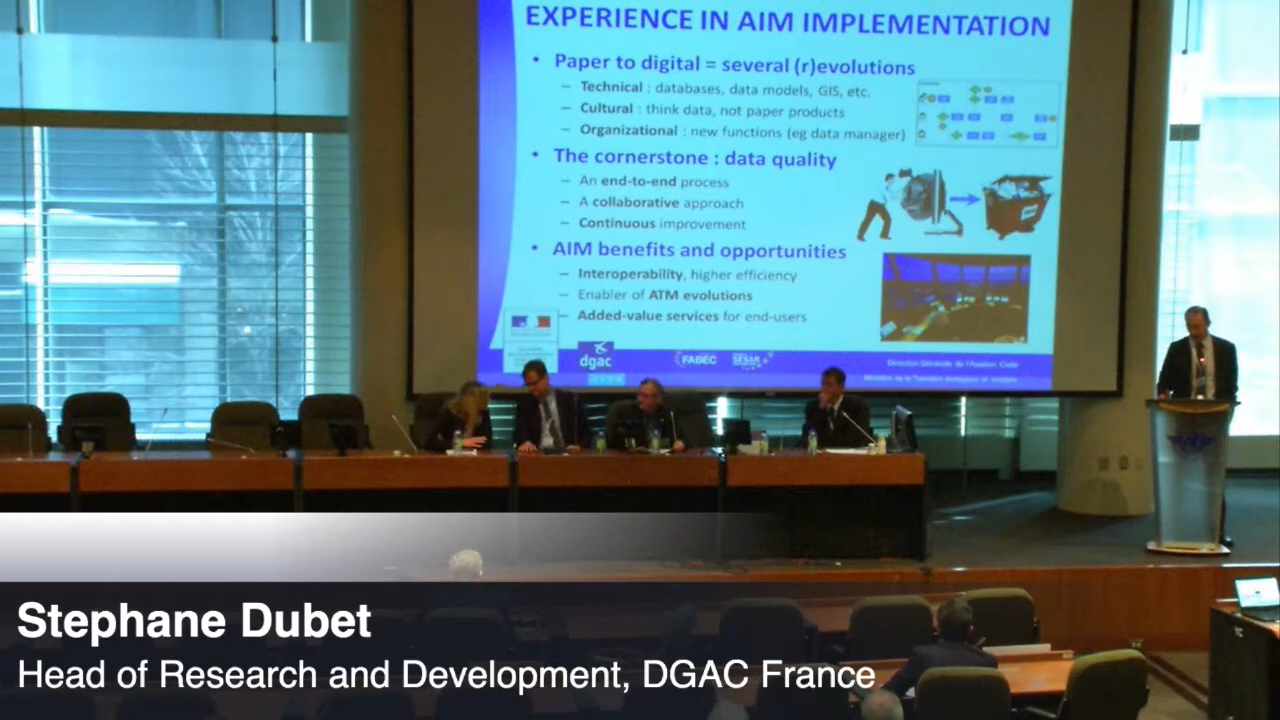 EXPERIENCE IN AIM IMPLEMENTATION
• Paper to digital = several (r)evolutions
– Technical : databases, data models, GIS, etc.
– Cultural : think data, not paper products
– Organizational : new functions (eg data manager)
• The cornerstone : data quality
– An end-to-end process
– A collaborative approach
– Continuous improvement
• AIM benefits and opportunities
– Interoperability, higher efficiency
– Enabler of ATM evolutions
– Added-value services for end-users
dgac
FABEC
SESAR
Direction Générale de l'Aviation Civile
Stephane Dubet
Head of Research and Development, DGAC France